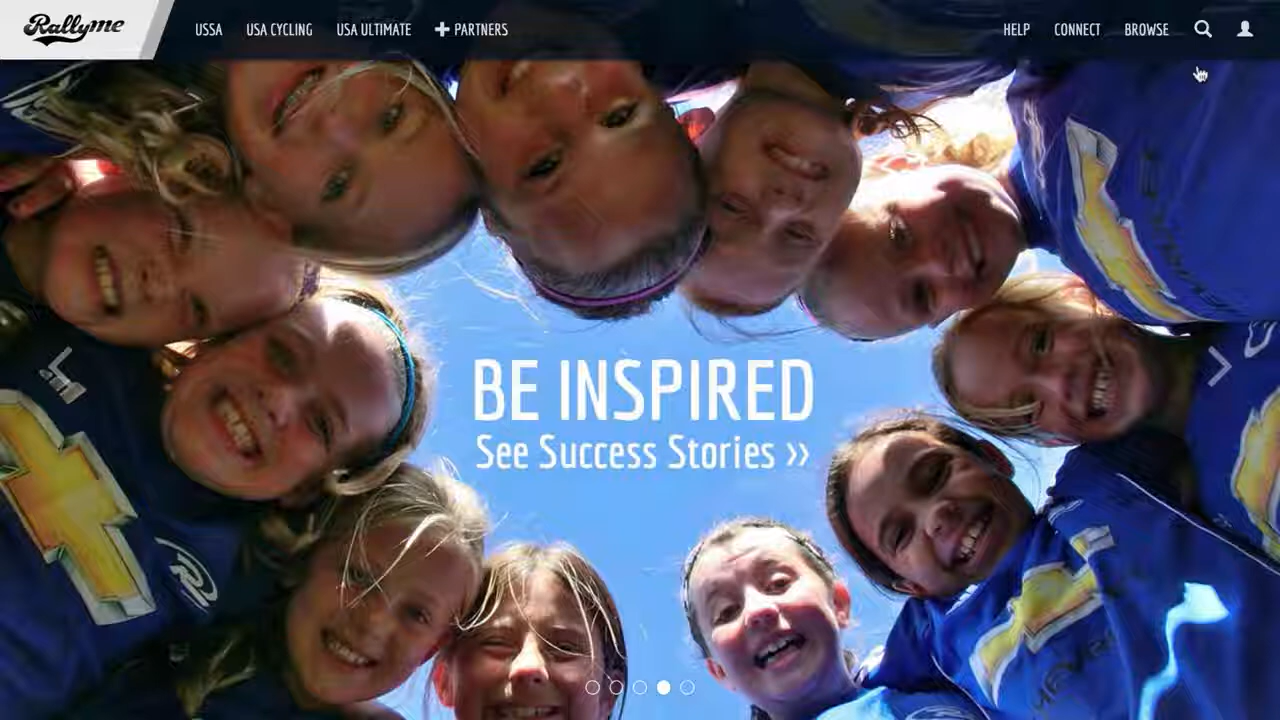 Rallyme
USSA
USA CYCLING
USA ULTIMATE
PARTNERS
HELP
CONNECT
BROWSE
BE INSPIRED
See Success Stories »